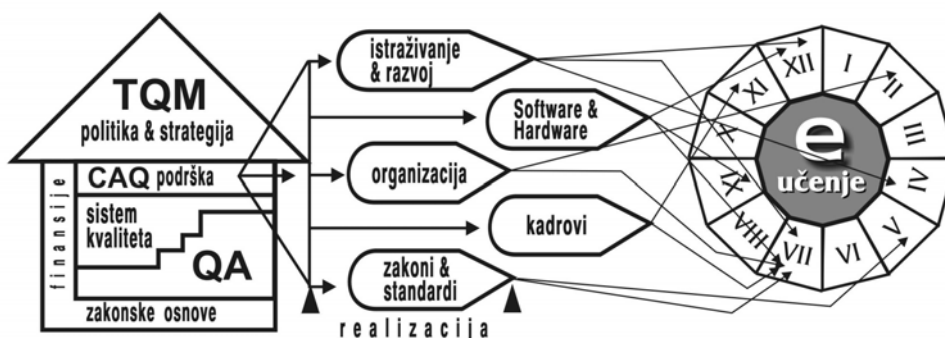 TQM
politika & strategija
finansije
CAQ podrška
sistem
kvaliteta
QA
zakonske osnove
istraživanje
& razvoj
Software &
Hardware
organizacija
kadrovi
zakoni &
standardi
realizacija
I
II
III
IV
V
VI
VII
VIII
IX
X
XI
XII
e
učenje